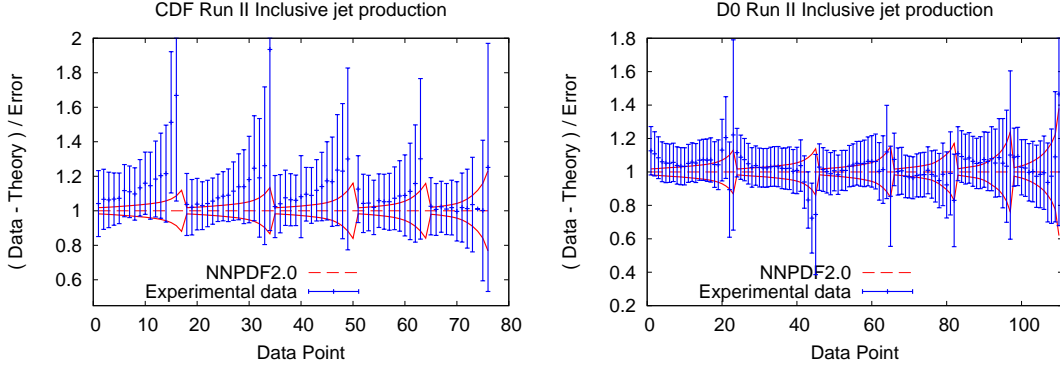 CDF Run II Inclusive jet production
( Data - Theory ) / Error
2
1.8
1.6
1.4
1.2
1
0.8
0.6
NNPDF2.0
Experimental data
0 10 20 30 40 50 60 70 80
Data Point
D0 Run II Inclusive jet production
( Data - Theory ) / Error
1.8
1.6
1.4
1.2
1
0.8
0.6
0.4
0.2
NNPDF2.0
Experimental data
0 20 40 60 80 100
Data Point